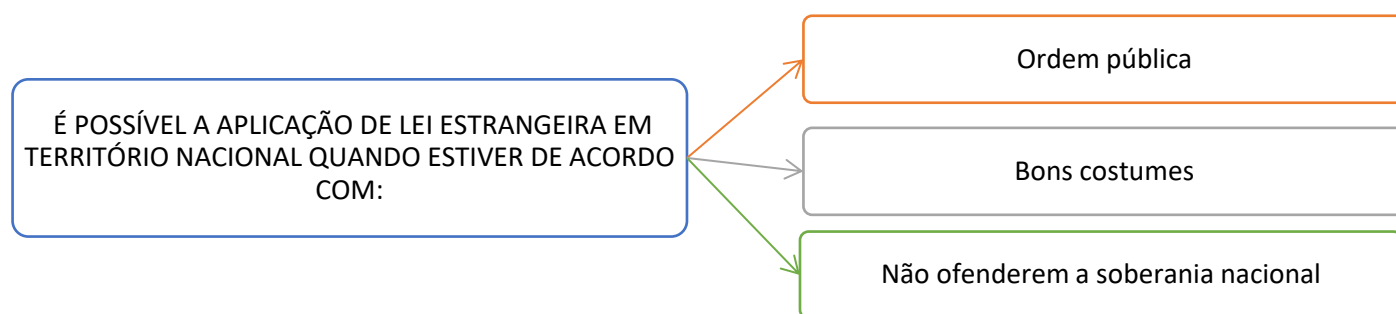 É POSSÍVEL A APLICAÇÃO DE LEI ESTRANGEIRA EM
TERRITÓRIO NACIONAL QUANDO ESTIVER DE ACORDO
COM:
Ordem pública
Bons costumes
Não ofenderem a soberania nacional